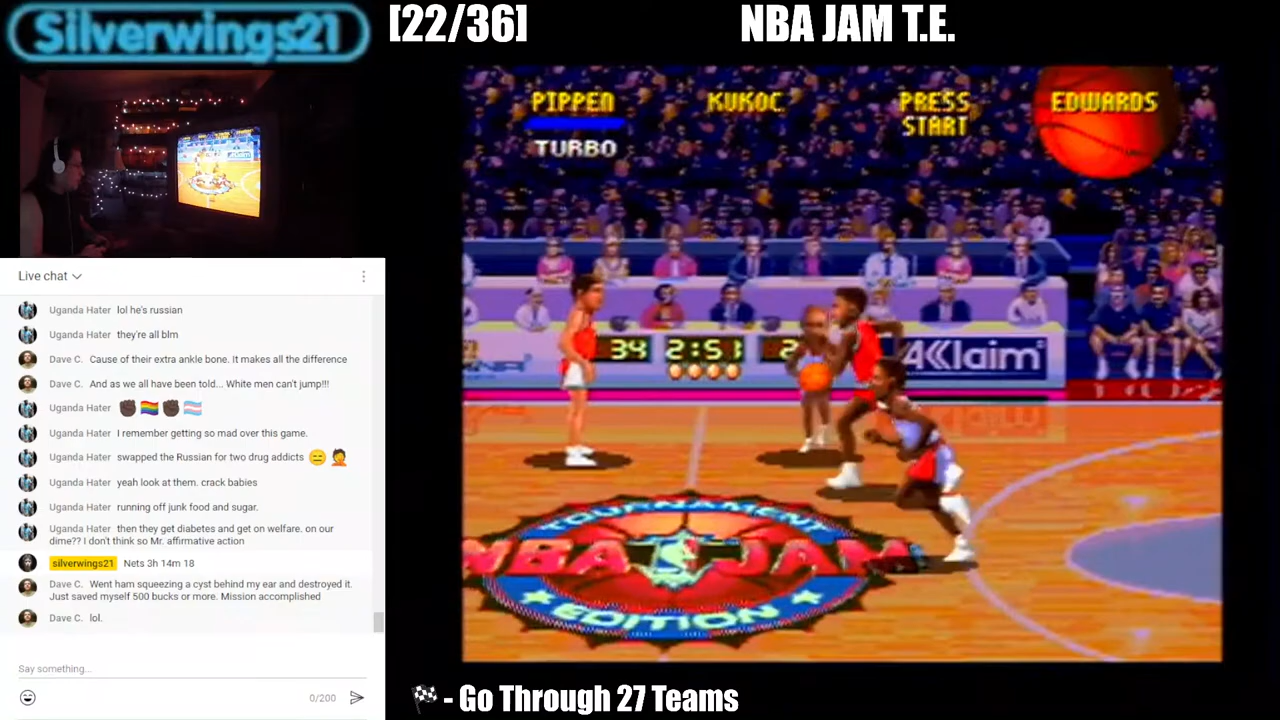 Silverwings21
[22/36]
NBA JAM T.E.
PIPPEN
KUKOC
PRESS
START
EDWARDS
TURBO
34 2:51 2
AKklaim
TOURNAMENT
NBA JAM
EDITION
Live chat
Uganda Hater lol he's russian
Uganda Hater they're all blm
Dave C. Cause of their extra ankle bone. It makes all the difference
Dave C. And as we all have been told... White men can't jump!!!
Uganda Hater ✊🏿🏳️‍🌈✊🏿🏳️‍⚧️
Uganda Hater I remember getting so mad over this game.
Uganda Hater swapped the Russian for two drug addicts 😑 🤦
Uganda Hater yeah look at them. crack babies
Uganda Hater running off junk food and sugar.
Uganda Hater then they get diabetes and get on welfare. on our
dime?? I don't think so Mr. affirmative action
silverwings21 Nets 3h 14m 18
Dave C. Went ham squeezing a cyst behind my ear and destroyed it.
Just saved myself 500 bucks or more. Mission accomplished
Dave C. lol.
Say something...
0/200
🏁 - Go Through 27 Teams